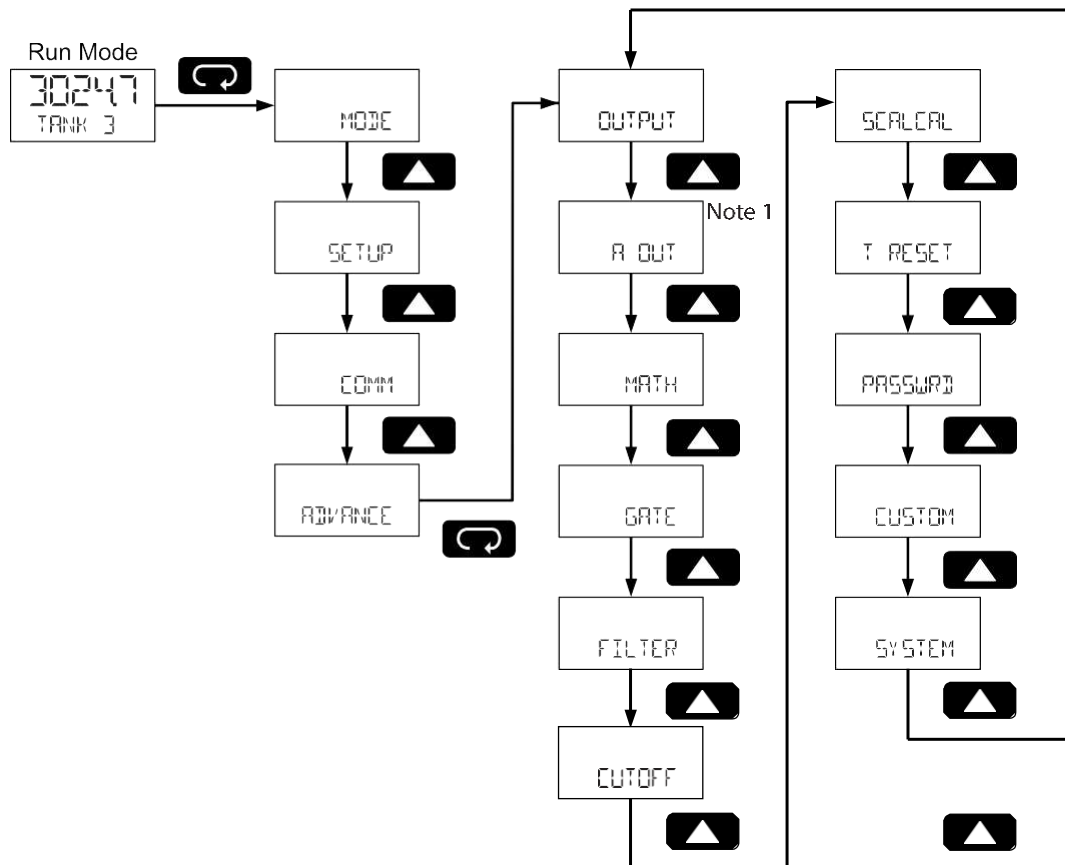 Run Mode
30247
TANK 3
MODE
SETUP
COMM
ADVANCE
OUTPUT
Note 1
A OUT
MATH
GATE
FILTER
CUTOFF
SCALCAL
T RESET
PASSWRD
CUSTOM
SYSTEM